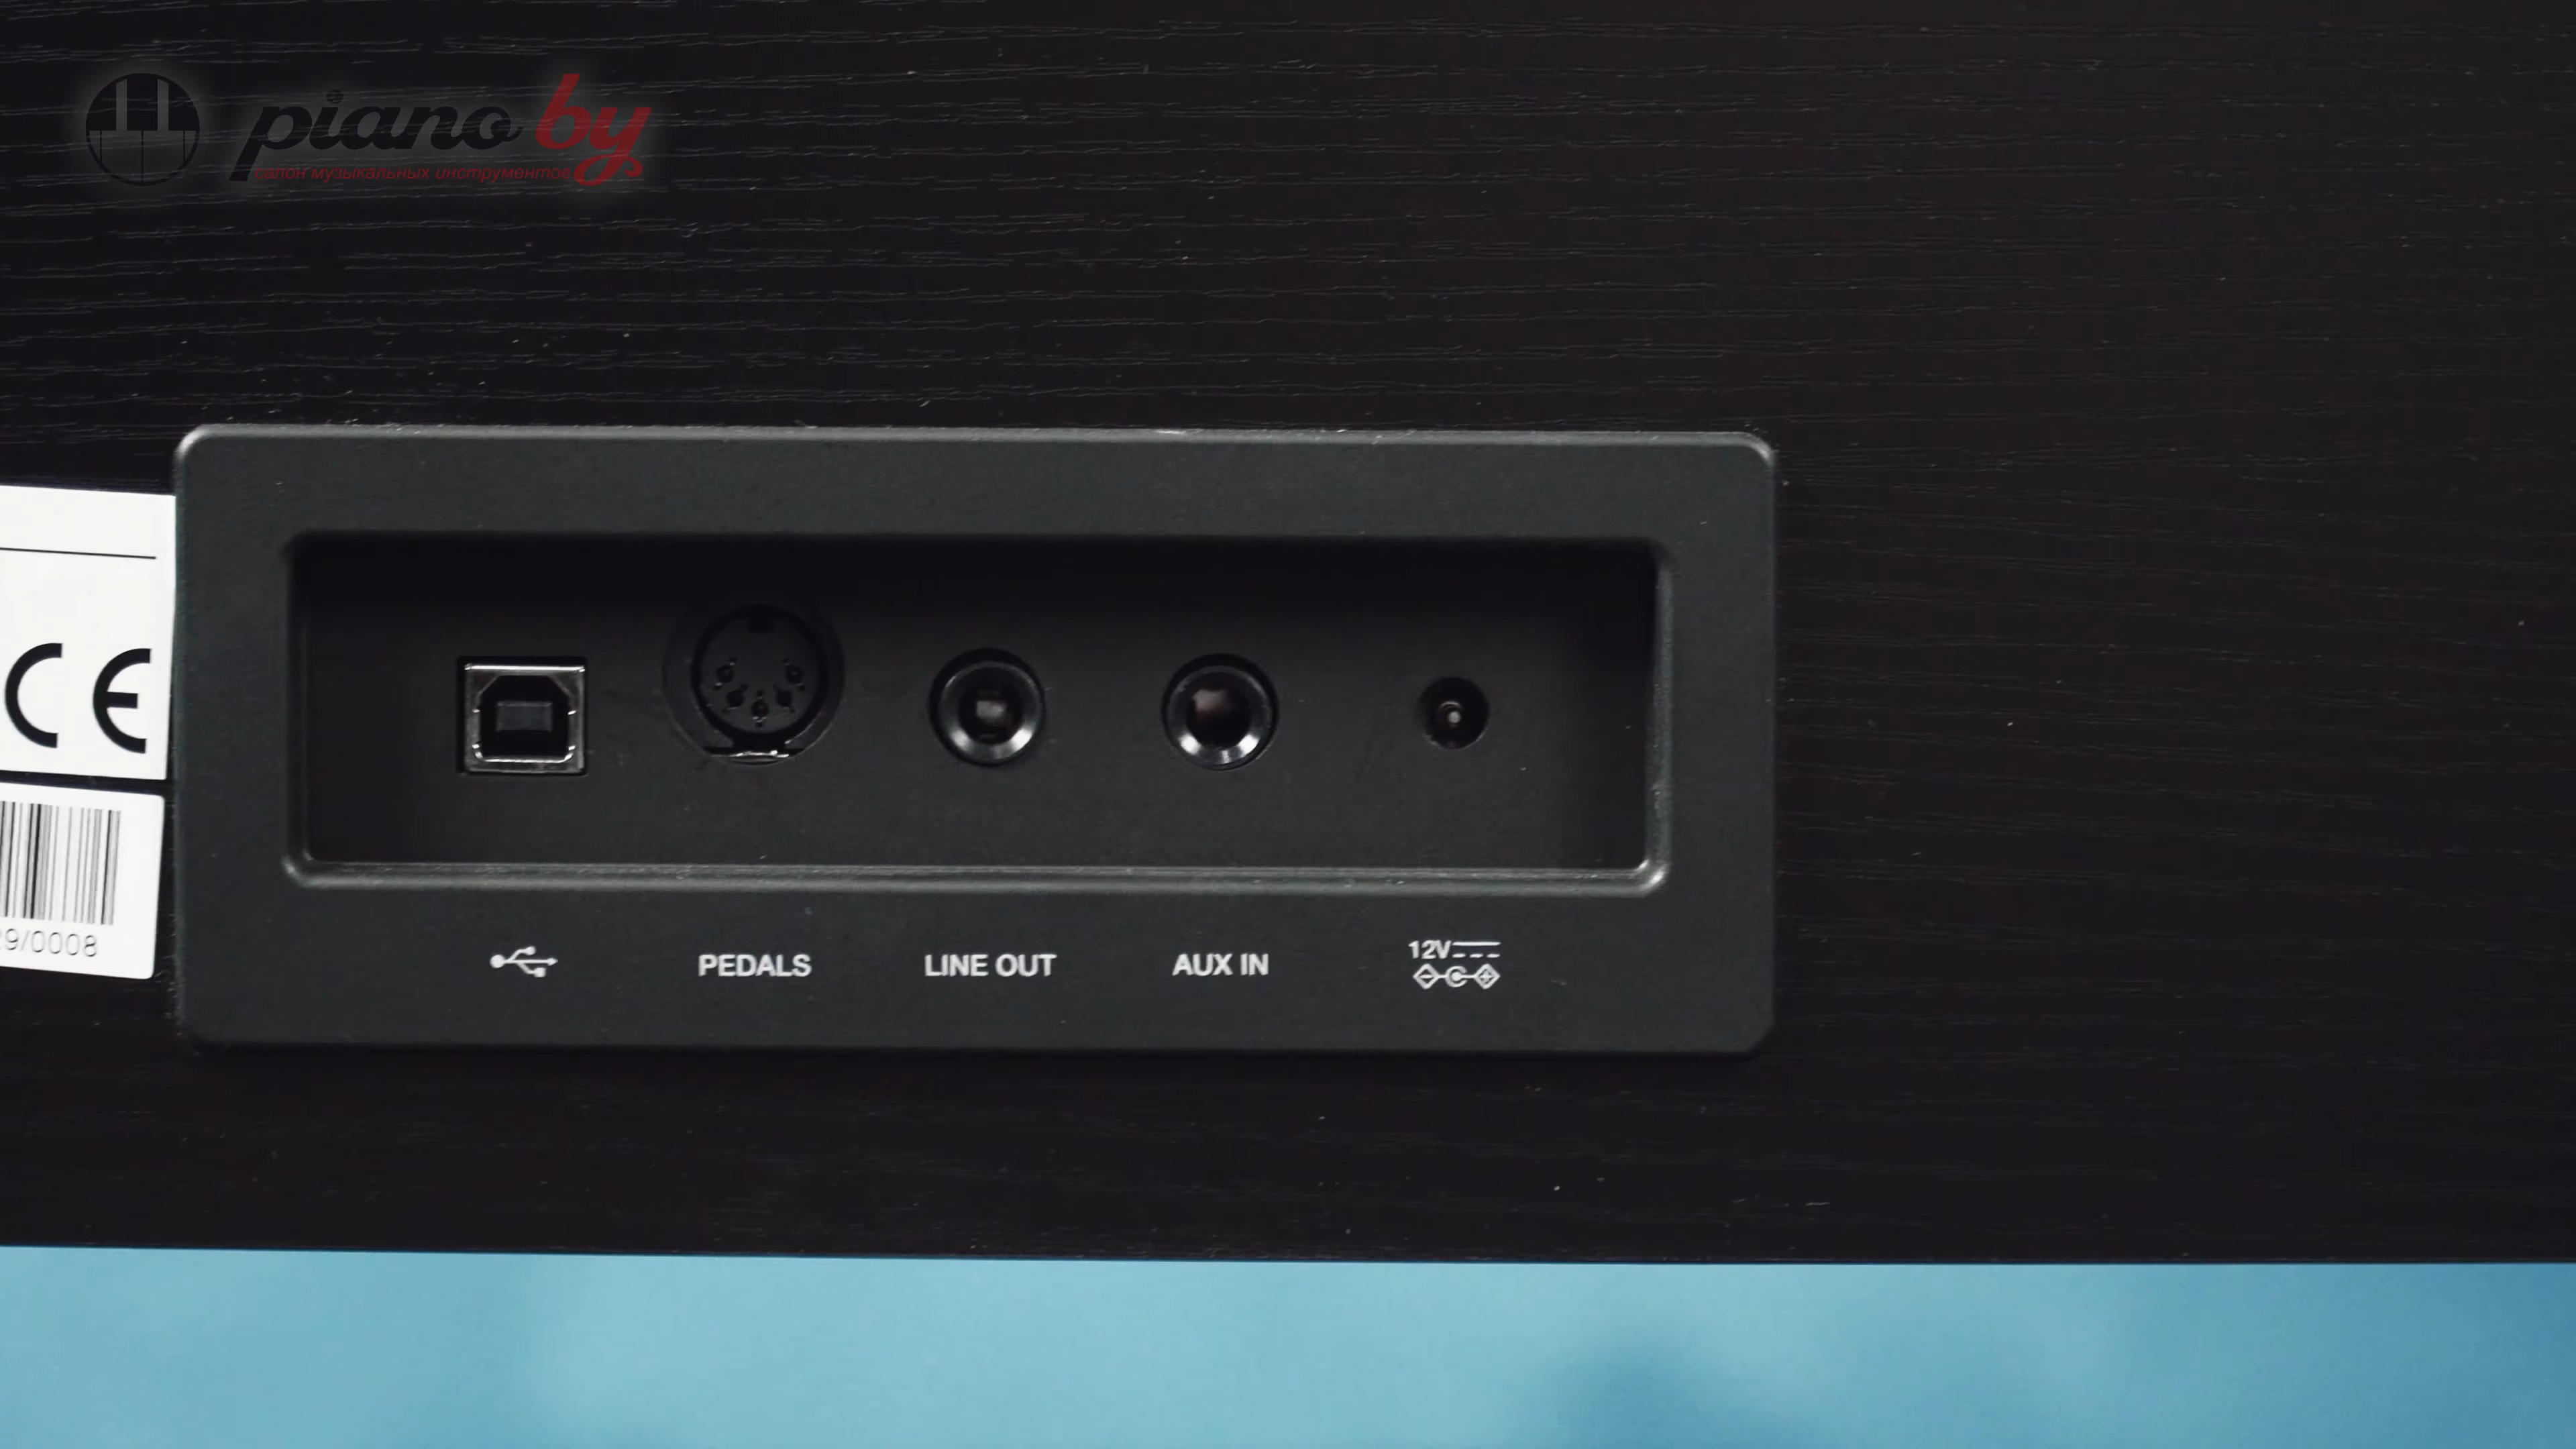 piano by
салон музыкальных инструментов
CE
9/0008
PEDALS
LINE OUT
AUX IN
12V